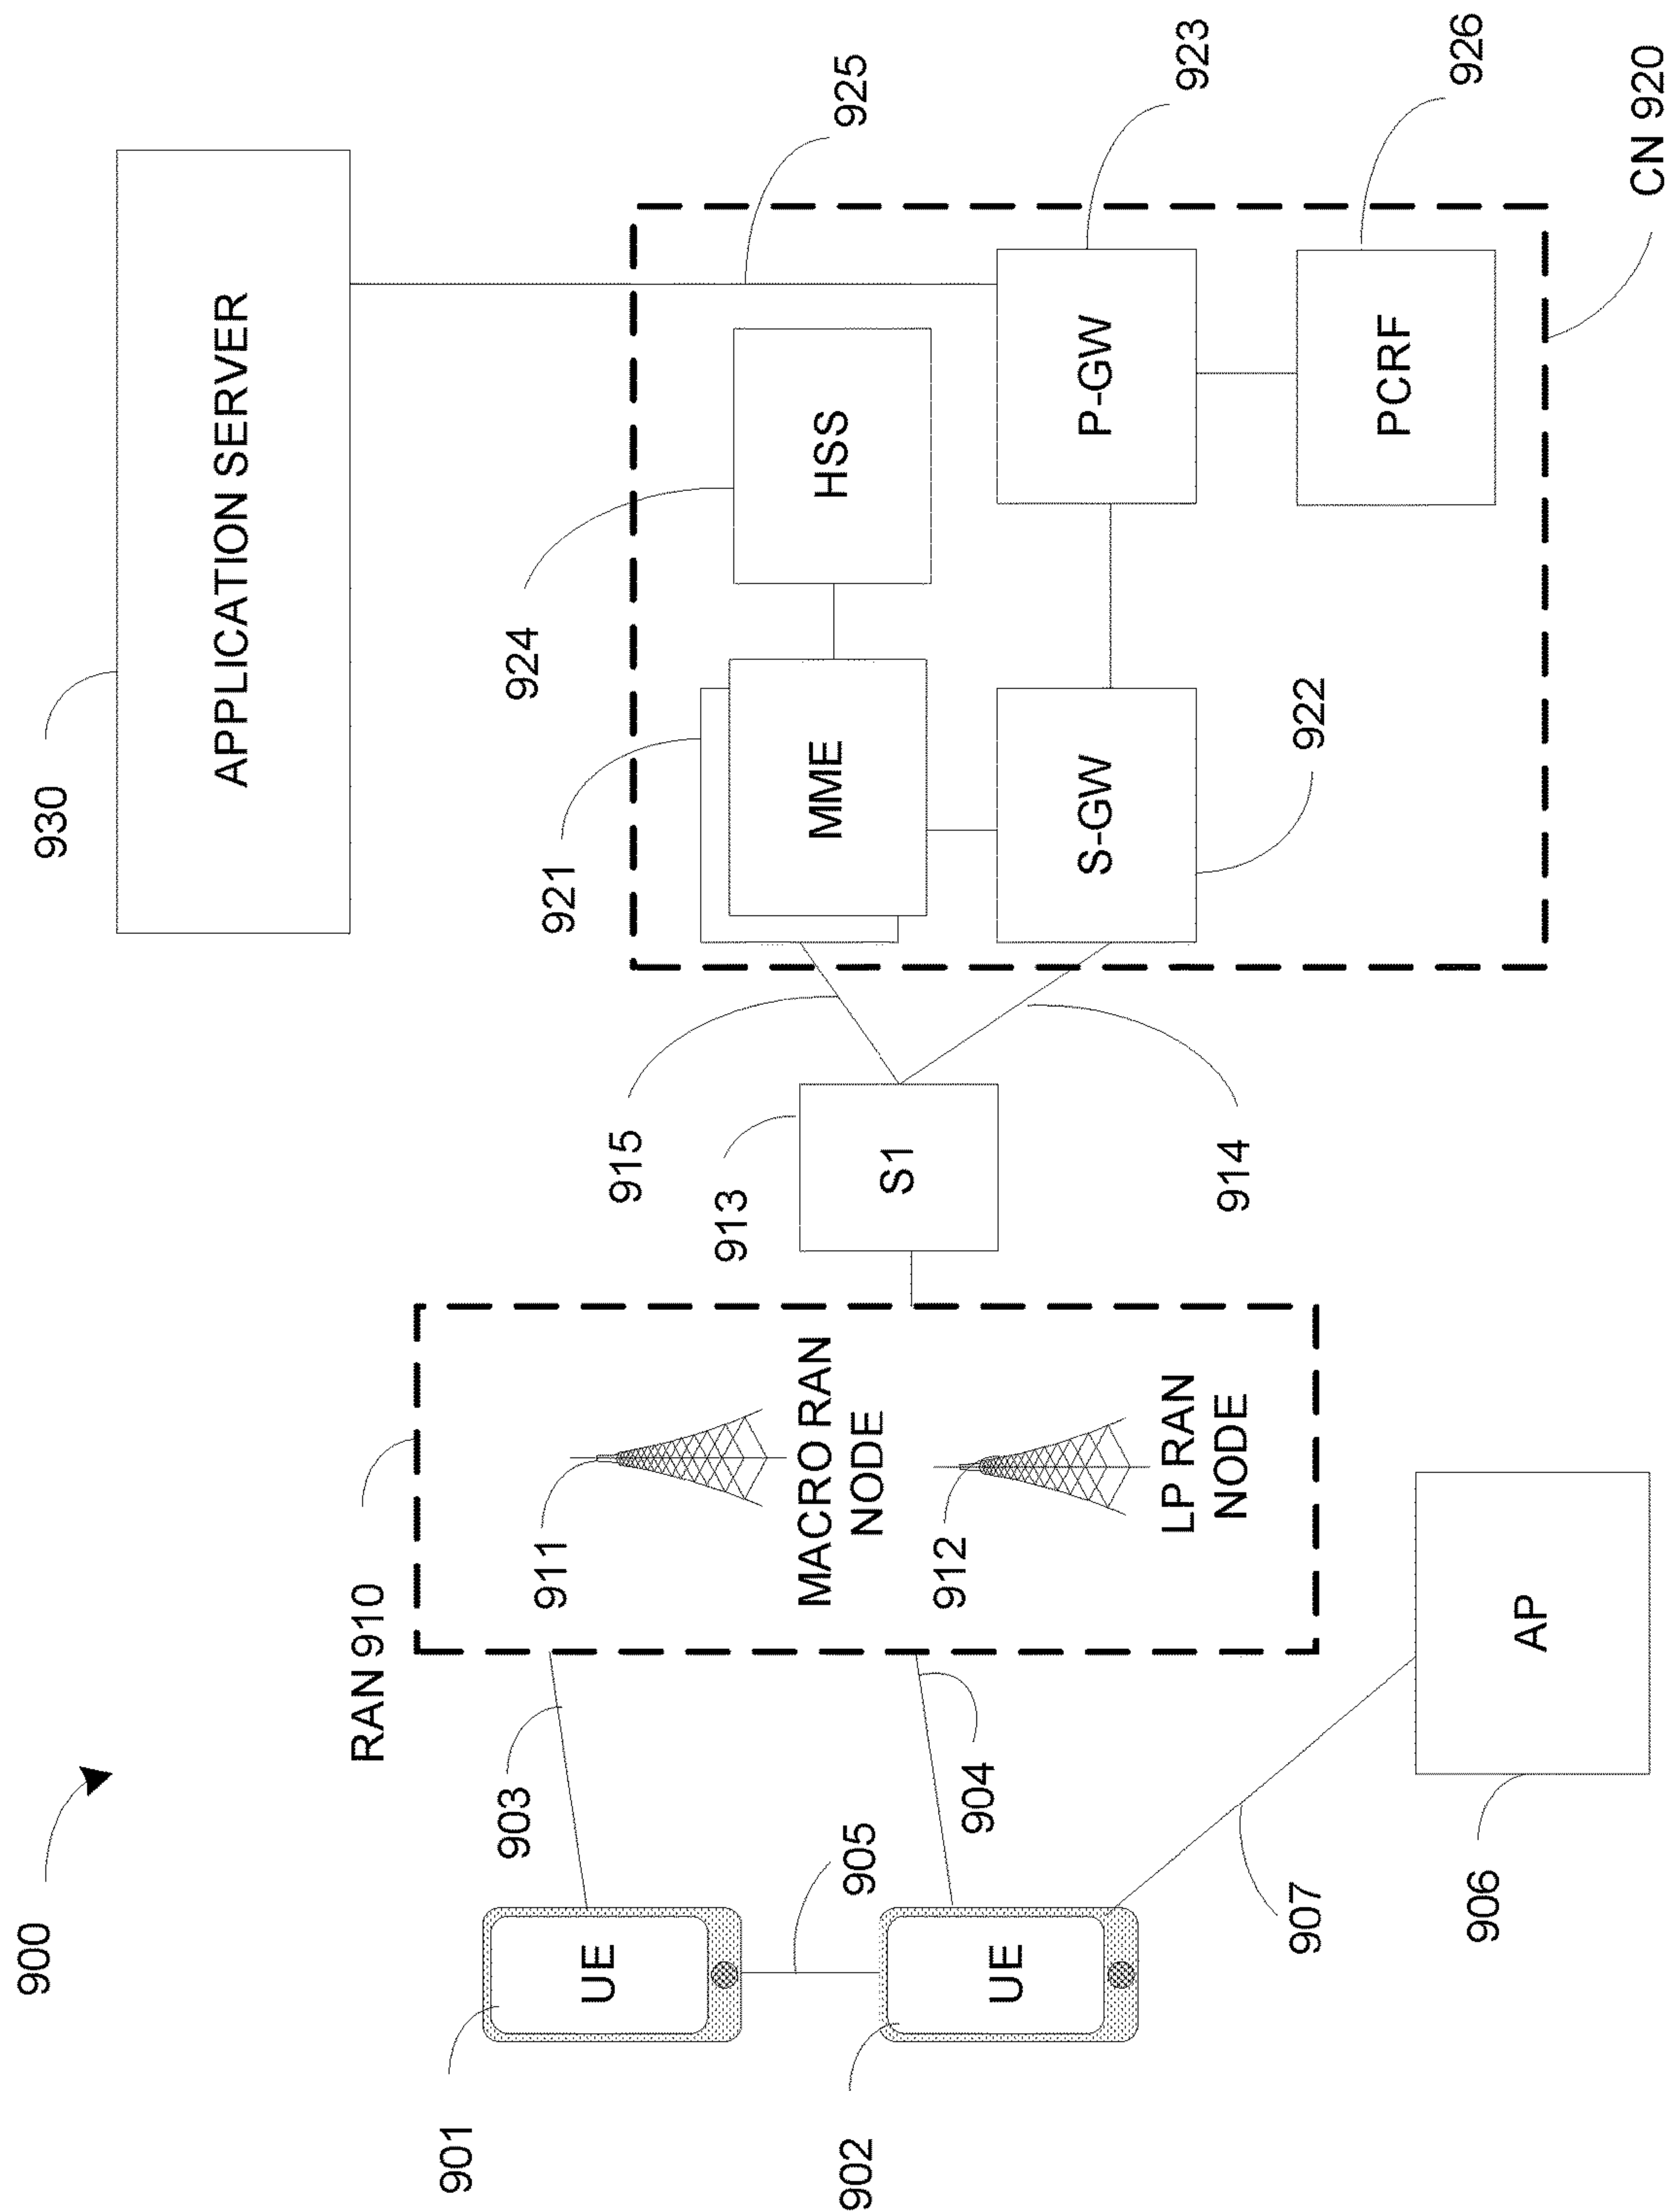 900
930
APPLICATION SERVER
RAN 910
901
903
911
924
921
UE
915
913
MACRO RAN
NODE
MME
HSS
925
902
905
S1
912
904
UE
S-GW
P-GW
LP RAN
NODE
923
914
907
922
PCRF
926
906
AP
CN 920